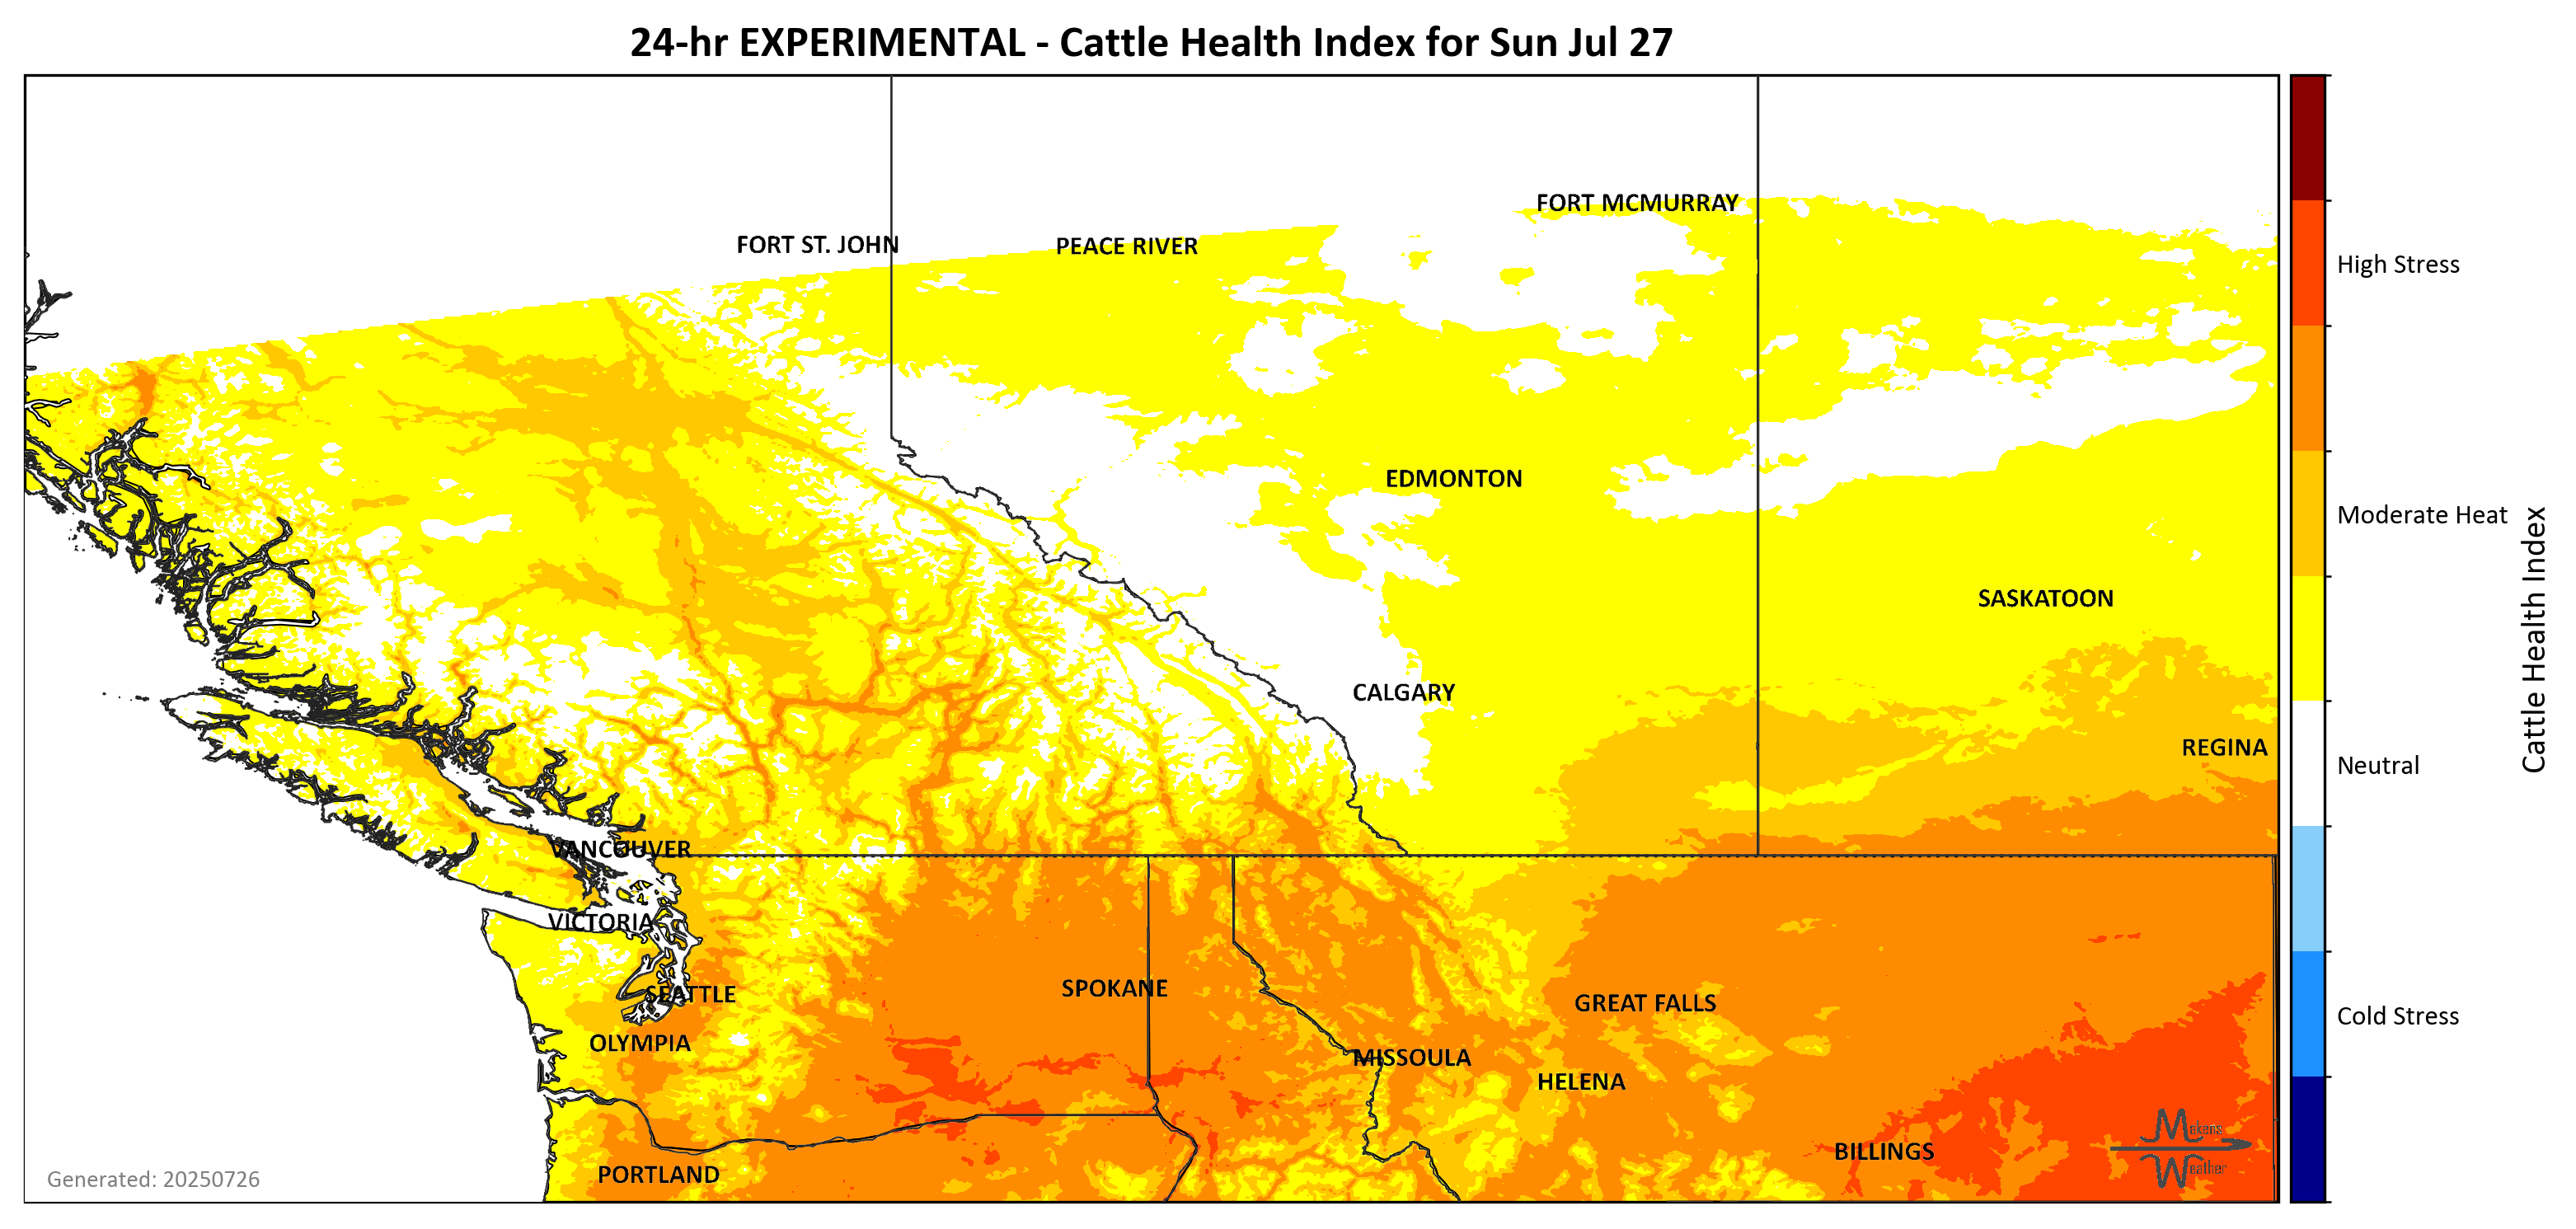 24-hr EXPERIMENTAL - Cattle Health Index for Sun Jul 27
FORT MCMURRAY
FORT ST. JOHN
PEACE RIVER
High Stress
EDMONTON
Moderate Heat
SASKATOON
Cattle Health Index
CALGARY
REGINA
Neutral
VANCOUVER
VICTORIA
SPOKANE
SEATTLE
GREAT FALLS
Cold Stress
OLYMPIA
MISSOULA
HELENA
Makens
BILLINGS
Weather
PORTLAND
Generated: 20250726